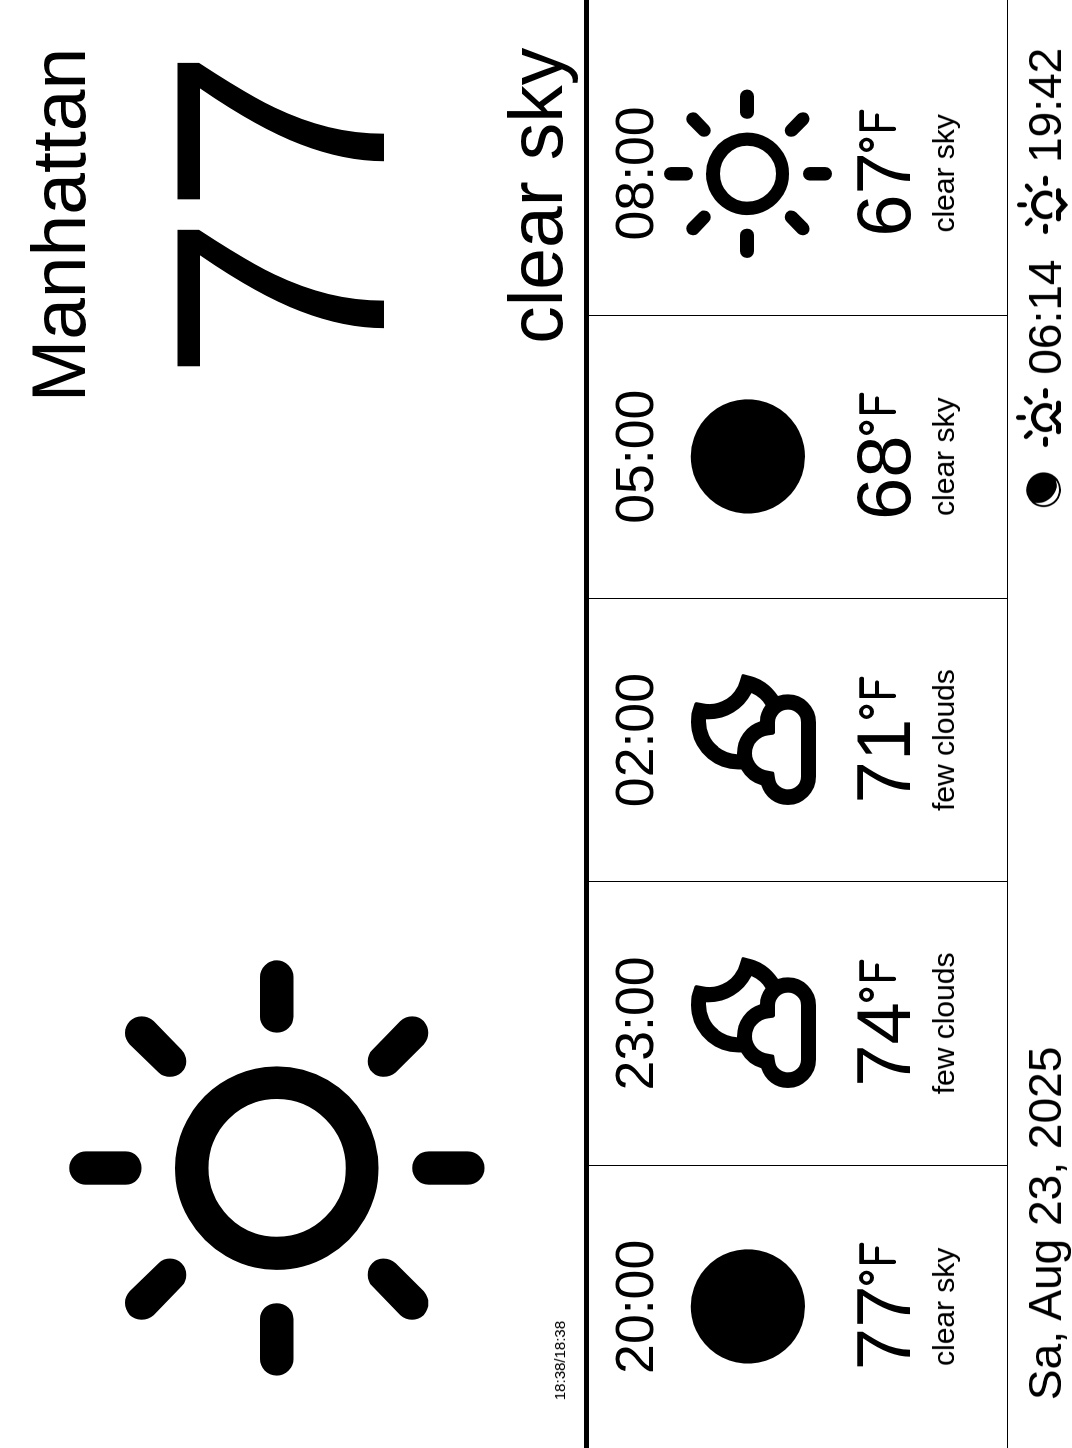 Manhattan
77
clear sky
18:38/18:38
20:00
77°F
clear sky
23:00
74°F
few clouds
02:00
71°F
few clouds
05:00
68°F
clear sky
08:00
67°F
clear sky
Sa, Aug 23, 2025
06:14
19:42